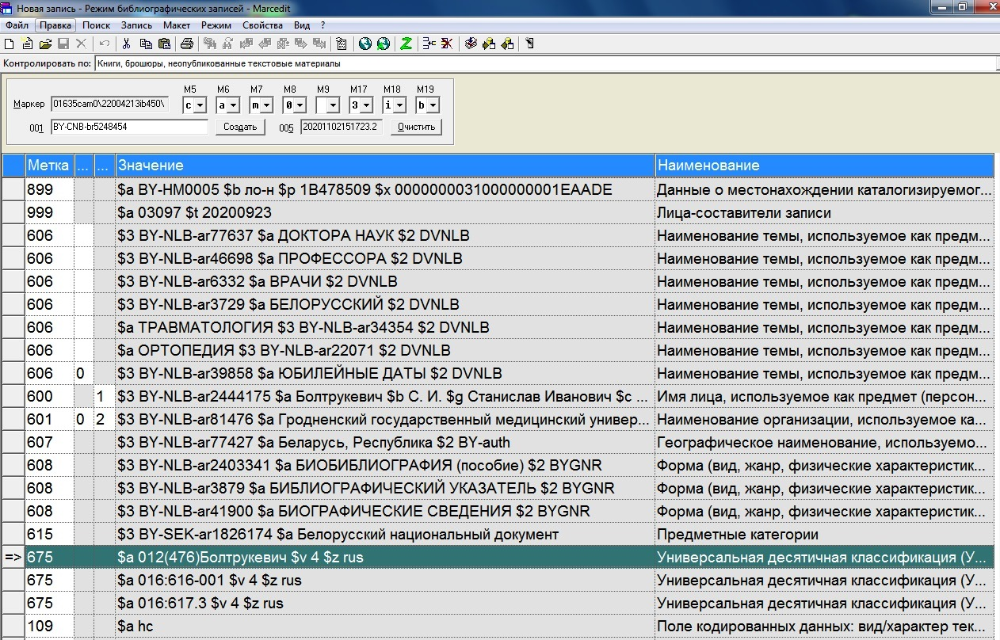 Новая запись - Режим библиографических записей - Marcedit
Файл Правка Поиск Запись Макет Режим Свойства Вид ?
Контролировать по: Книги, брошюры, неопубликованные текстовые материалы
M5 M6 M7 M8 M9 M17 M18 M19
Маркер 01635cam0\22004213ib450\ c a m 0 3 i b
001 BY-CNB-br5248454 Создать 005 20201102151723.2 Очистить
Метка ... ... Значение Наименование
899 $a BY-HM0005 $b ло-н $p 1B478509 $x 0000000031000000001EAADE Данные о местонахождении каталогизируемог...
999 $a 03097 $t 20200923 Лица-составители записи
606 $3 BY-NLB-ar77637 $a ДОКТОРА НАУК $2 DVNLB Наименование темы, используемое как предм...
606 $3 BY-NLB-ar46698 $a ПРОФЕССОРА $2 DVNLB Наименование темы, используемое как предм...
606 $3 BY-NLB-ar6332 $a ВРАЧИ $2 DVNLB Наименование темы, используемое как предм...
606 $3 BY-NLB-ar3729 $a БЕЛОРУССКИЙ $2 DVNLB Наименование темы, используемое как предм...
606 $a ТРАВМАТОЛОГИЯ $3 BY-NLB-ar34354 $2 DVNLB Наименование темы, используемое как предм...
606 $a ОРТОПЕДИЯ $3 BY-NLB-ar22071 $2 DVNLB Наименование темы, используемое как предм...
606 0 $3 BY-NLB-ar39858 $a ЮБИЛЕЙНЫЕ ДАТЫ $2 DVNLB Наименование темы, используемое как предм...
600 1 $3 BY-NLB-ar2444175 $a Болтрукевич $b С. И. $g Станислав Иванович $c ... Имя лица, используемое как предмет (персон...
601 0 2 $3 BY-NLB-ar81476 $a Гродненский государственный медицинский универ... Наименование организации, используемое ка...
607 $3 BY-NLB-ar77427 $a Беларусь, Республика $2 BY-auth Географическое наименование, используемо...
608 $3 BY-NLB-ar2403341 $a БИОБИБЛИОГРАФИЯ (пособие) $2 BYGNR Форма (вид, жанр, физические характеристик...
608 $3 BY-NLB-ar3879 $a БИБЛИОГРАФИЧЕСКИЙ УКАЗАТЕЛЬ $2 BYGNR Форма (вид, жанр, физические характеристик...
608 $3 BY-NLB-ar41900 $a БИОГРАФИЧЕСКИЕ СВЕДЕНИЯ $2 BYGNR Форма (вид, жанр, физические характеристик...
615 $3 BY-SEK-ar1826174 $a Белорусский национальный документ Предметные категории
=> 675 $a 012(476)Болтрукевич $v 4 $z rus Универсальная десятичная классификация (У...
675 $a 016:616-001 $v 4 $z rus Универсальная десятичная классификация (У...
675 $a 016:617.3 $v 4 $z rus Универсальная десятичная классификация (У...
109 $a hc Поле кодированных данных: вид/характер тек...